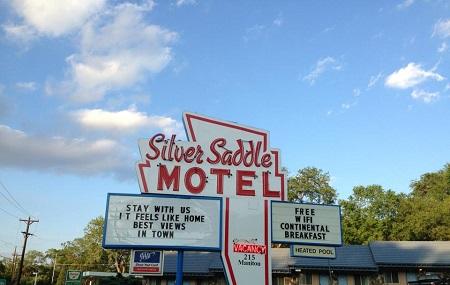 Silver Saddle
MOTEL
STAY WITH US
IT FEELS LIKE HOME
BEST VIEWS
IN TOWN
FREE
WIFI
CONTINENTAL
BREAKFAST
HEATED POOL
VACANCY
215
Manitou